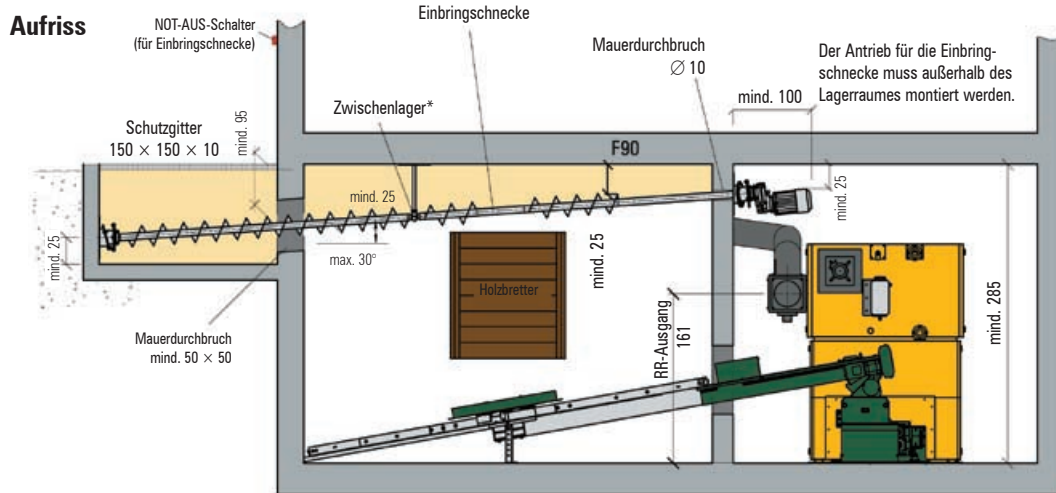 Aufriss
NOT-AUS-Schalter
(für Einbringschnecke)
Einbringschnecke
Mauerdurchbruch
∅ 10
Der Antrieb für die Einbring-
schnecke muss außerhalb des
Lagerraumes montiert werden.
mind. 100
Zwischenlager*
Schutzgitter
150 × 150 × 10
mind. 95
F90
mind. 25
mind. 25
mind. 25
max. 30°
mind. 25
Holzbretter
Mauerdurchbruch
mind. 50 × 50
RR-Ausgang
161
mind. 285